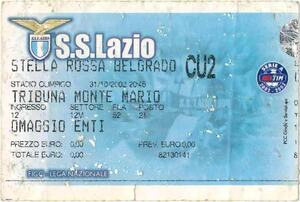 S.S.Lazio
STELLA ROSSA BELGRADO
CU2
STADIO OLIMPICO 31/10/2002 20:45
TRIBUNA MONTE MARIO
INGRESSO SETTORE FILA POSTO
12 12V 52 21
OMAGGIO ENTI
PREZZO EURO: 0,00 PREV. EURO: 0,00
TOTALE EURO: 0,00 82130141
FIGC LEGA NAZIONALE
SERIE A
TIM